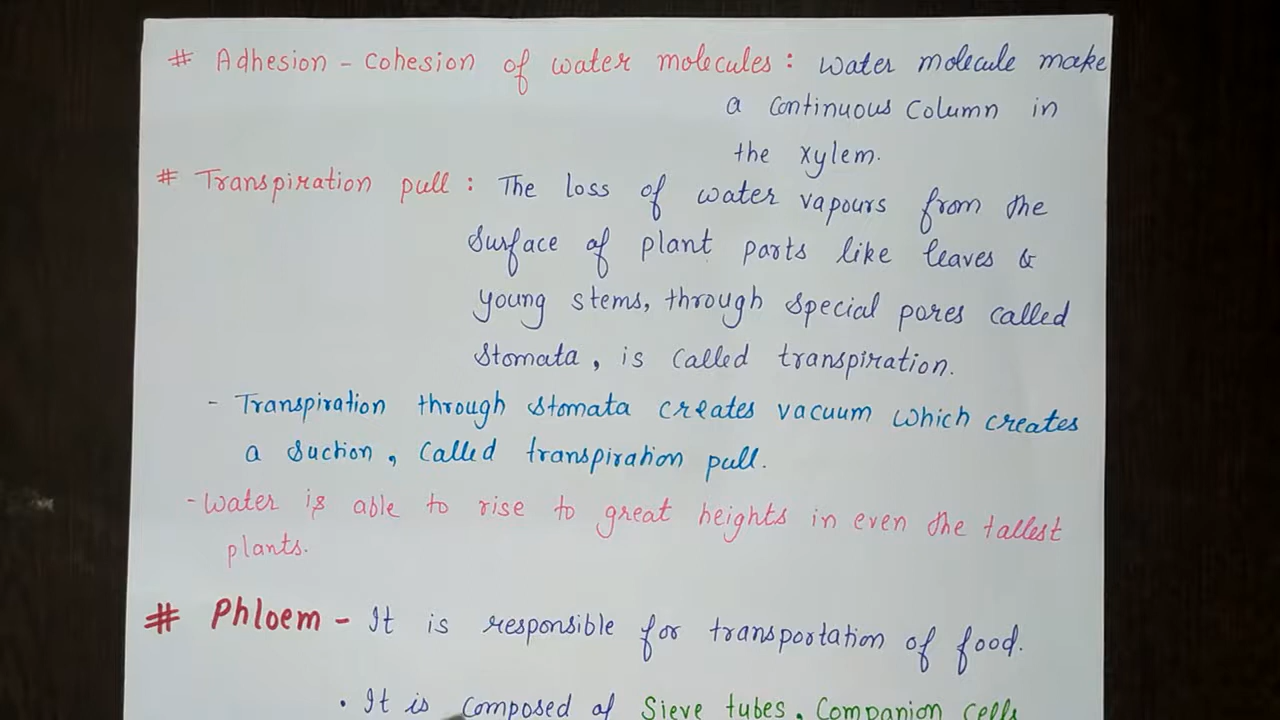 # Adhesion - cohesion of water molecules : water molecule make
a continuous column in
the xylem.
# Transpiration pull : The loss of water vapours from the
surface of plant parts like leaves &
young stems, through special pores called
stomata, is called transpiration.
- Transpiration through stomata creates vacuum which creates
a suction, called transpiration pull.
- Water is able to rise to great heights in even the tallest
plants.
# Phloem - It is responsible for transportation of food.
• It is composed of Sieve tubes, Companion cells